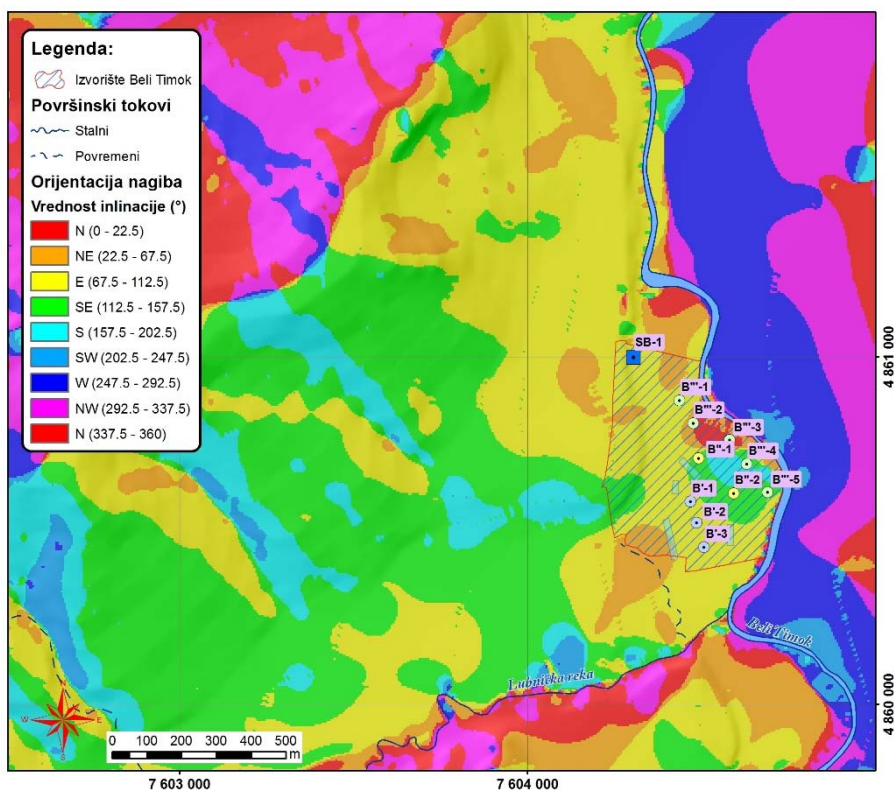 Legenda:
Izvorište Beli Timok
Površinski tokovi
Stalni
Povremeni
Orijentacija nagiba
Vrednost inlinacije (°)
N (0 - 22.5)
NE (22.5 - 67.5)
E (67.5 - 112.5)
SE (112.5 - 157.5)
S (157.5 - 202.5)
SW (202.5 - 247.5)
W (247.5 - 292.5)
NW (292.5 - 337.5)
N (337.5 - 360)
SB-1
4 861 000
B'''-1
B'''-2
B'''-3
B''-1
B'''-4
B''-2
B'''-5
B'-1
B'-2
B'-3
Beli Timok
Lubnička reka
4 860 000
N
W
E
S
0 100 200 300 400 500
m
7 603 000
7 604 000